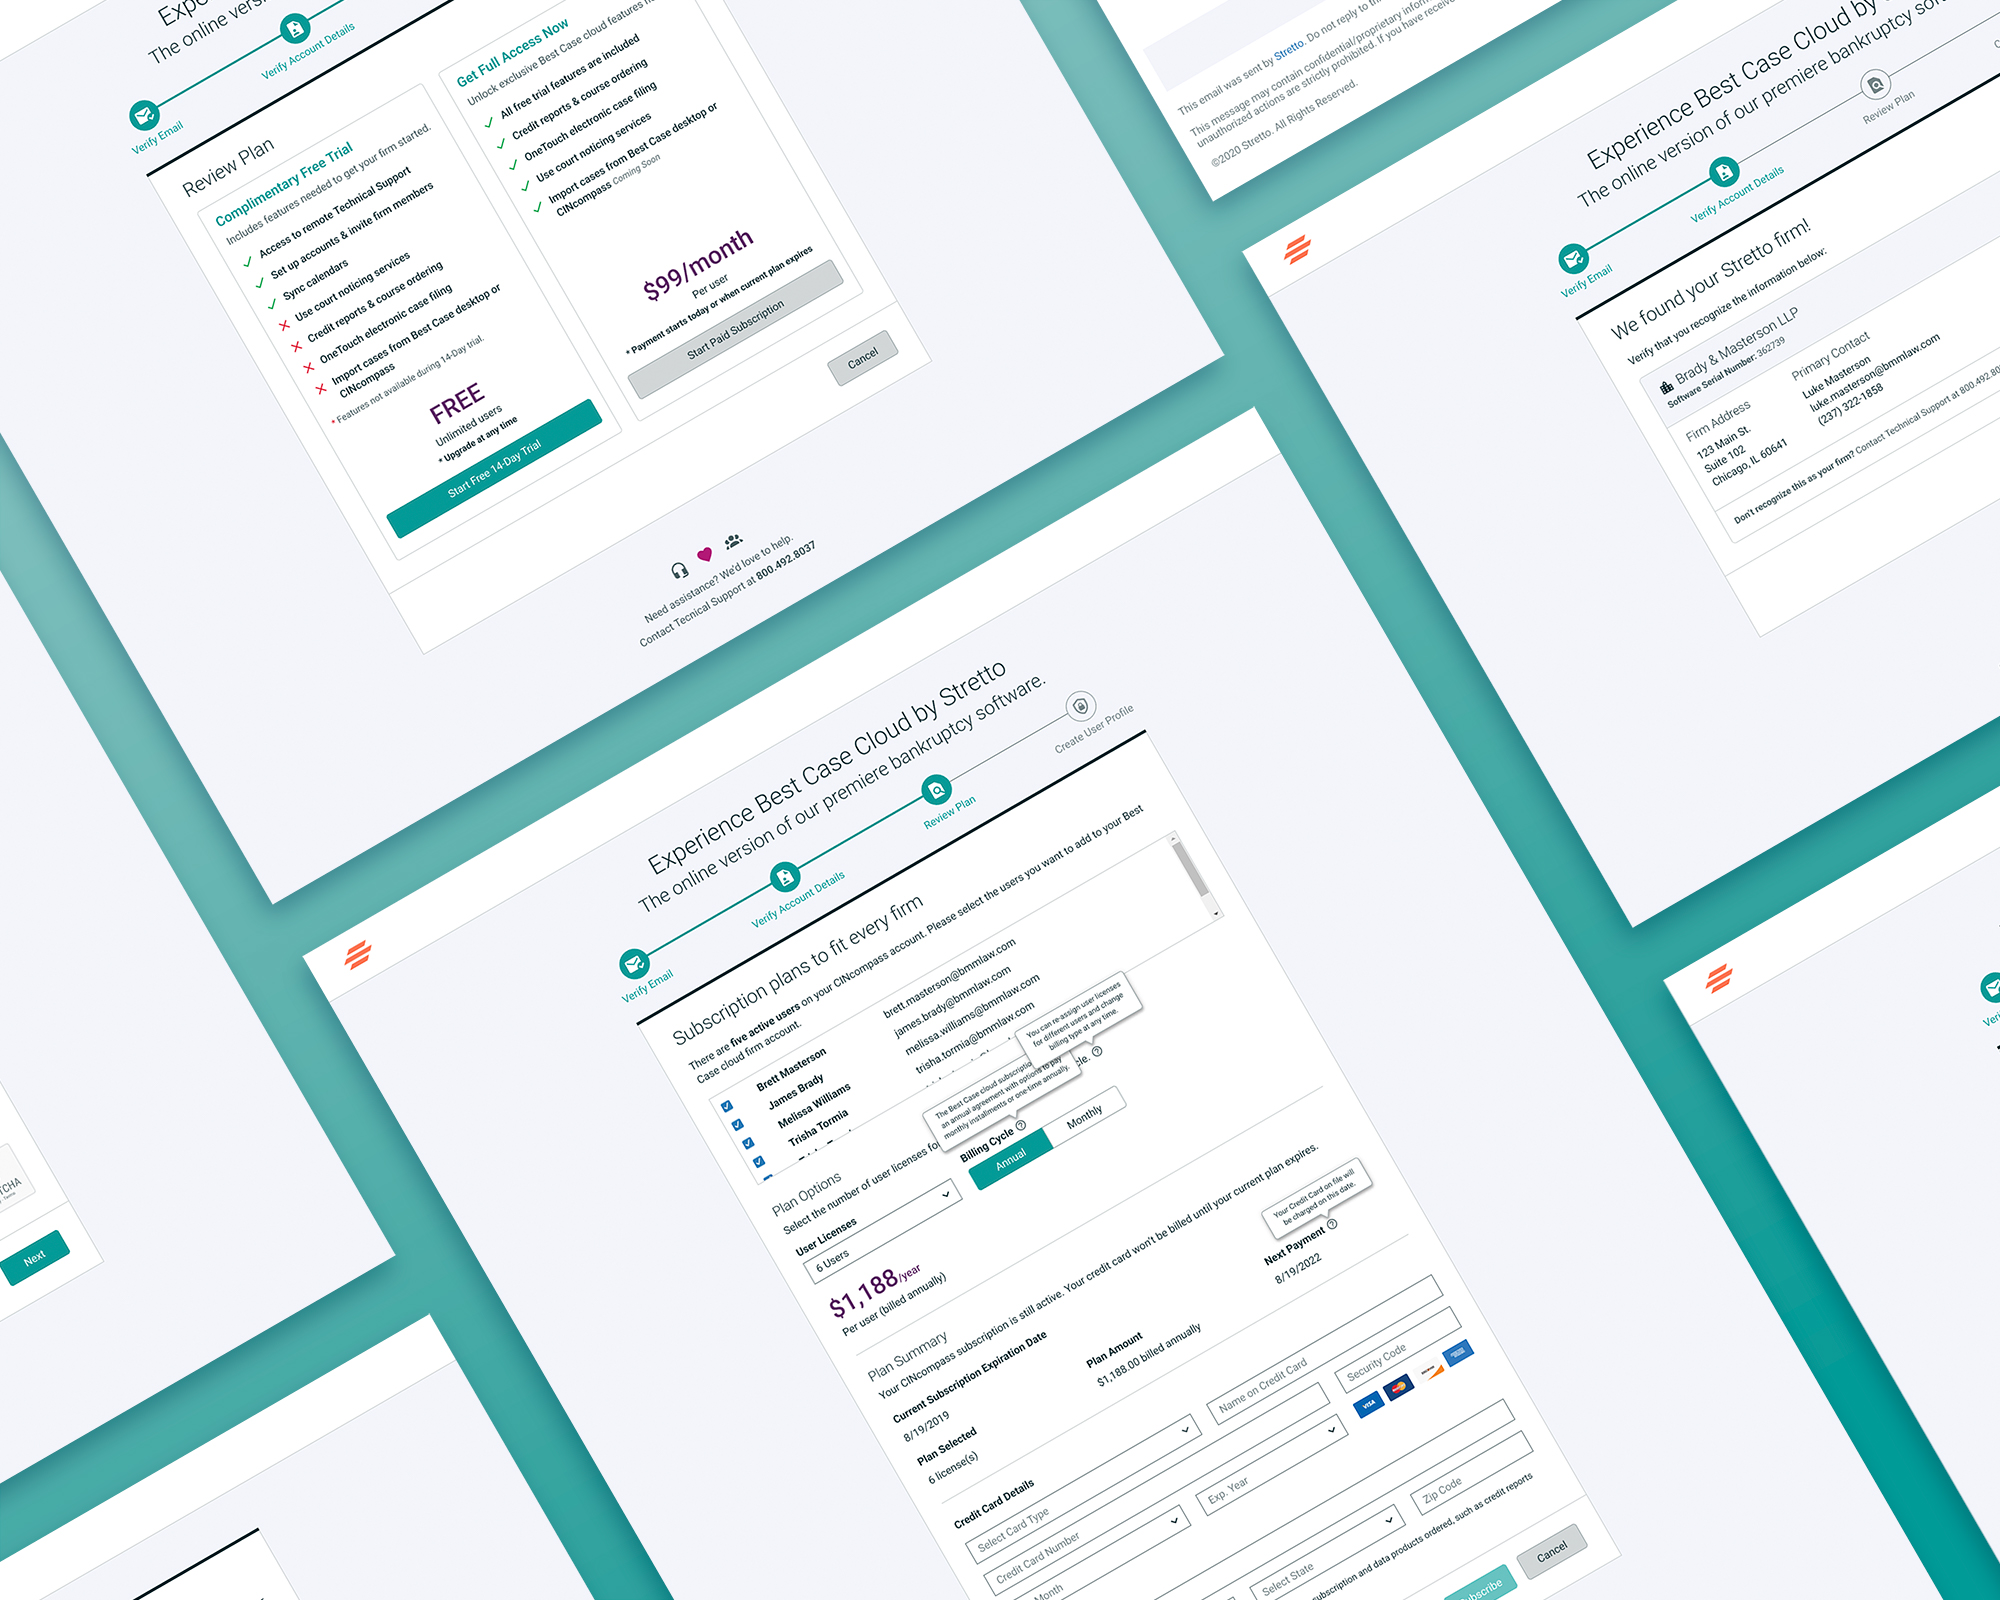 The online
Verify Email
Verify Account Details
Review Plan
Complimentary Free Trial
Includes features needed to get your firm started.
Access to remote Technical Support
Set up accounts & invite firm members
Sync calendars
Use court noticing services
Credit reports & course ordering
OneTouch electronic case filing
Import cases from Best Case desktop or
CINcompass
* Features not available during 14-Day trial.
FREE
Unlimited users
* Upgrade at any time
Start Free 14-Day Trial
Get Full Access Now
Unlock exclusive Best Case cloud features
All free trial features are included
Credit reports & course ordering
OneTouch electronic case filing
Use court noticing services
Import cases from Best Case desktop or
CINcompass Coming Soon
$99/month
Per user
* Payment starts today or when current plan expires
Start Paid Subscription
Cancel
Need assistance? We'd love to help.
Contact Tecnical Support at 800.492.8037
This email was sent by Stretto. Do not reply to
This message may contain confidential/proprietary
unauthorized actions are strictly prohibited. If you have
©2020 Stretto. All Rights Reserved.
Experience Best Case Cloud by
The online version of our premiere bankruptcy
Verify Email
Verify Account Details
Review Plan
We found your Stretto firm!
Verify that you recognize the information below:
Brady & Masterson LLP
Software Serial Number: 362739
Firm Address
123 Main St.
Suite 102
Chicago, IL 60641
Primary Contact
Luke Masterson
luke.masterson@bmmlaw.com
(237) 322-1858
Don't recognize this as your firm? Contact Technical Support at
Experience Best Case Cloud by Stretto
The online version of our premiere bankruptcy software.
Verify Email
Verify Account Details
Review Plan
Create User Profile
Subscription plans to fit every firm
There are five active users on your CINcompass account. Please select the users you want to add to your Best
Case cloud firm account.
Brett Masterson brett.masterson@bmmlaw.com
James Brady james.brady@bmmlaw.com
Melissa Williams melissa.williams@bmmlaw.com
Trisha Tormia trisha.tormia@bmmlaw.com
Plan Options
Select the number of user licenses
You can re-assign user licenses
for different users and change
billing type at any time.
The Best Case cloud
an annual agreement with options to pay
monthly installments or one-time annually.
User Licenses
6 Users
Billing Cycle
Annual
Monthly
$1,188/year
Per user (billed annually)
Plan Summary
Your CINcompass subscription is still active. Your credit card won't be billed until your current plan expires.
Current Subscription Expiration Date
8/19/2019
Plan Amount
$1,188.00 billed annually
Your Credit Card on file will
be charged on this date.
Next Payment
8/19/2022
Plan Selected
6 license(s)
Credit Card Details
Select Card Type
Name on Credit Card
Credit Card Number
Security Code
Month
Exp. Year
VISA
Select State
Zip Code
subscription and data products ordered, such as credit reports
Subscribe
Cancel
Next